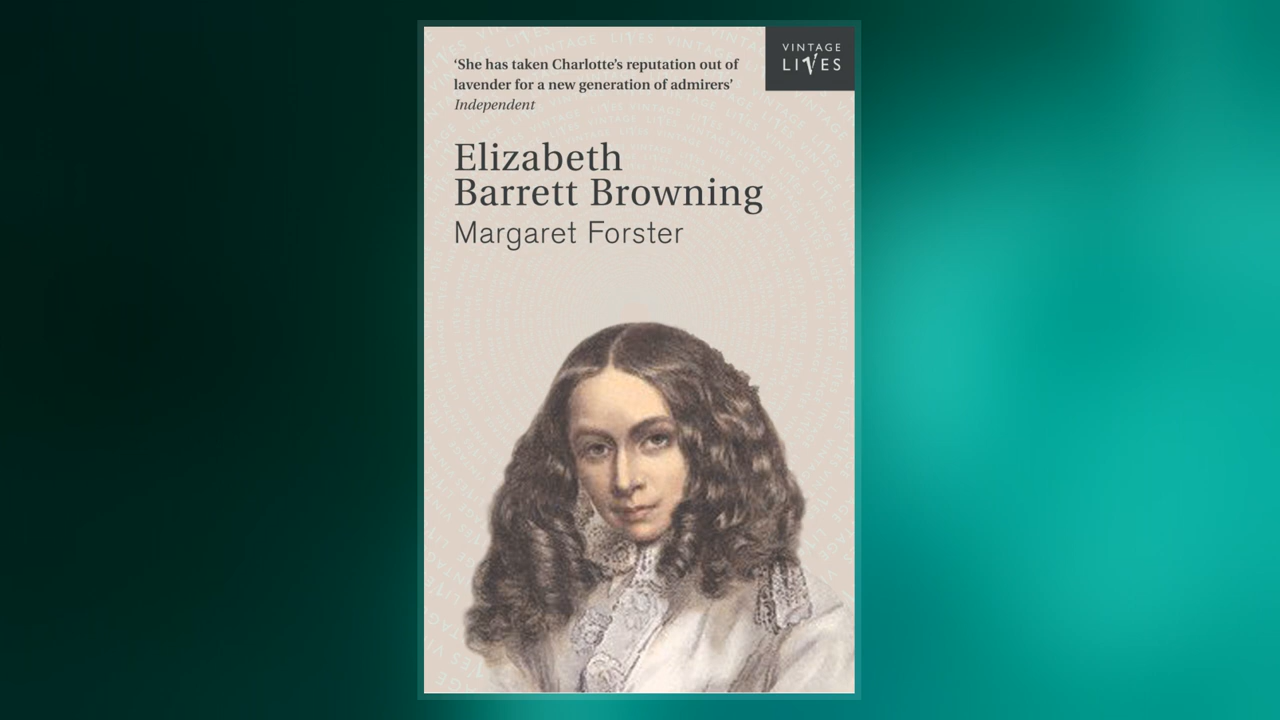 ‘She has taken Charlotte’s reputation out of
lavender for a new generation of admirers’
Independent
VINTAGE
LIVES
Elizabeth
Barrett Browning
Margaret Forster